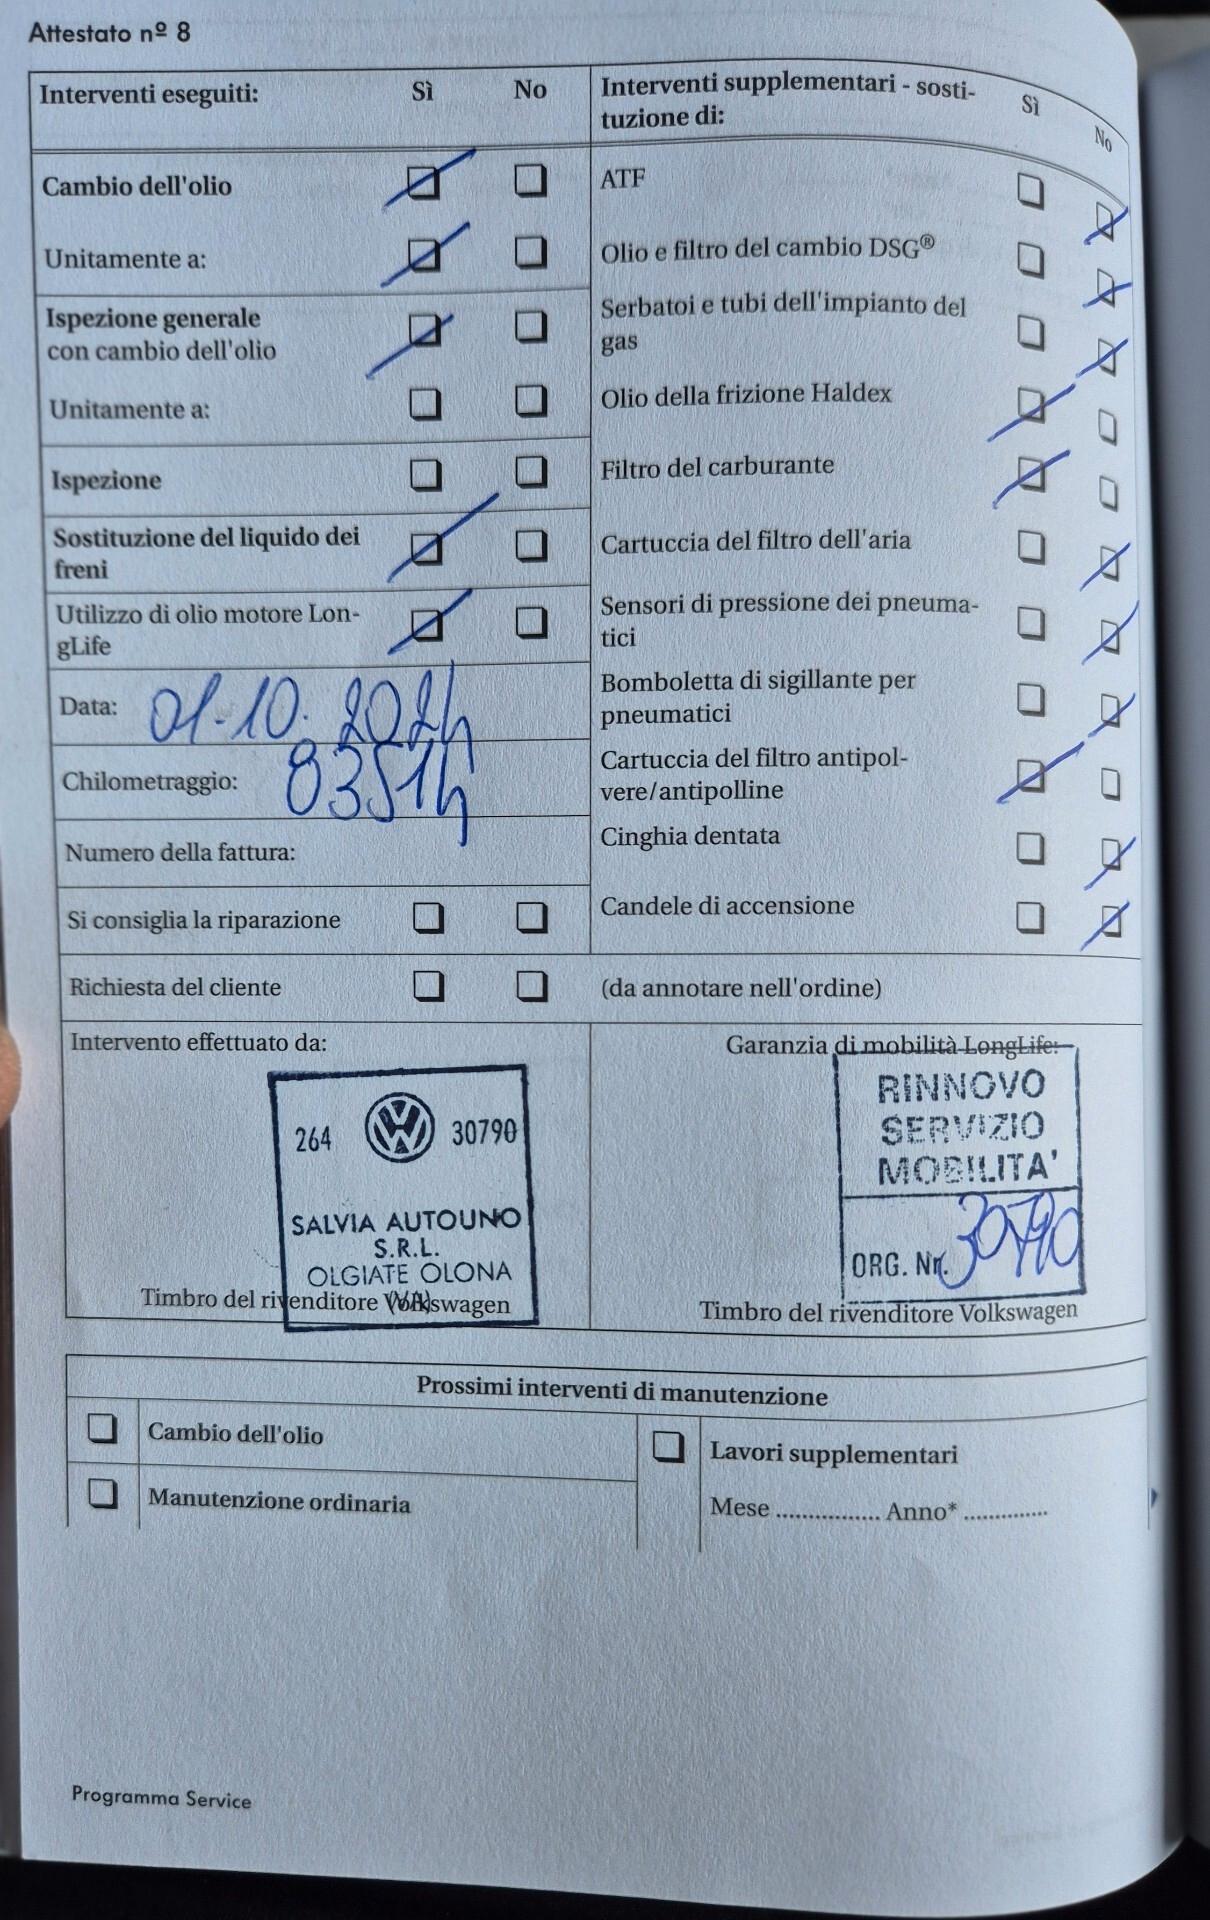 Attestato nº 8
Interventi eseguiti: Sì No
Cambio dell'olio
Unitamente a:
Ispezione generale
con cambio dell'olio
Unitamente a:
Ispezione
Sostituzione del liquido dei
freni
Utilizzo di olio motore Lon-
gLife
Data: 01-10.2024
Chilometraggio: 83514
Numero della fattura:
Si consiglia la riparazione
Richiesta del cliente
Interventi supplementari - sosti-
tuzione di: Sì No
ATF
Olio e filtro del cambio DSG®
Serbatoi e tubi dell'impianto del
gas
Olio della frizione Haldex
Filtro del carburante
Cartuccia del filtro dell'aria
Sensori di pressione dei pneuma-
tici
Bomboletta di sigillante per
pneumatici
Cartuccia del filtro antipol-
vere/antipolline
Cinghia dentata
Candele di accensione
(da annotare nell'ordine)
Intervento effettuato da:
264 VW 30790
SALVIA AUTOUNO
S.R.L.
OLGIATE OLONA
(VA)
Timbro del rivenditore Volkswagen
Garanzia di mobilità LongLife:
RINNOVO
SERVIZIO
MOBILITA'
ORG. Nr. 30790
Timbro del rivenditore Volkswagen
Prossimi interventi di manutenzione
Cambio dell'olio
Manutenzione ordinaria
Lavori supplementari
Mese ................ Anno* ..............
Programma Service